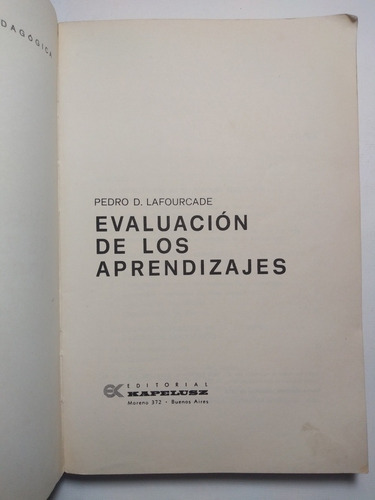 DAGÓGICA
PEDRO D. LAFOURCADE
EVALUACIÓN
DE LOS
APRENDIZAJES
EDITORIAL
KAPELUSZ
Moreno 372 - Buenos Aires